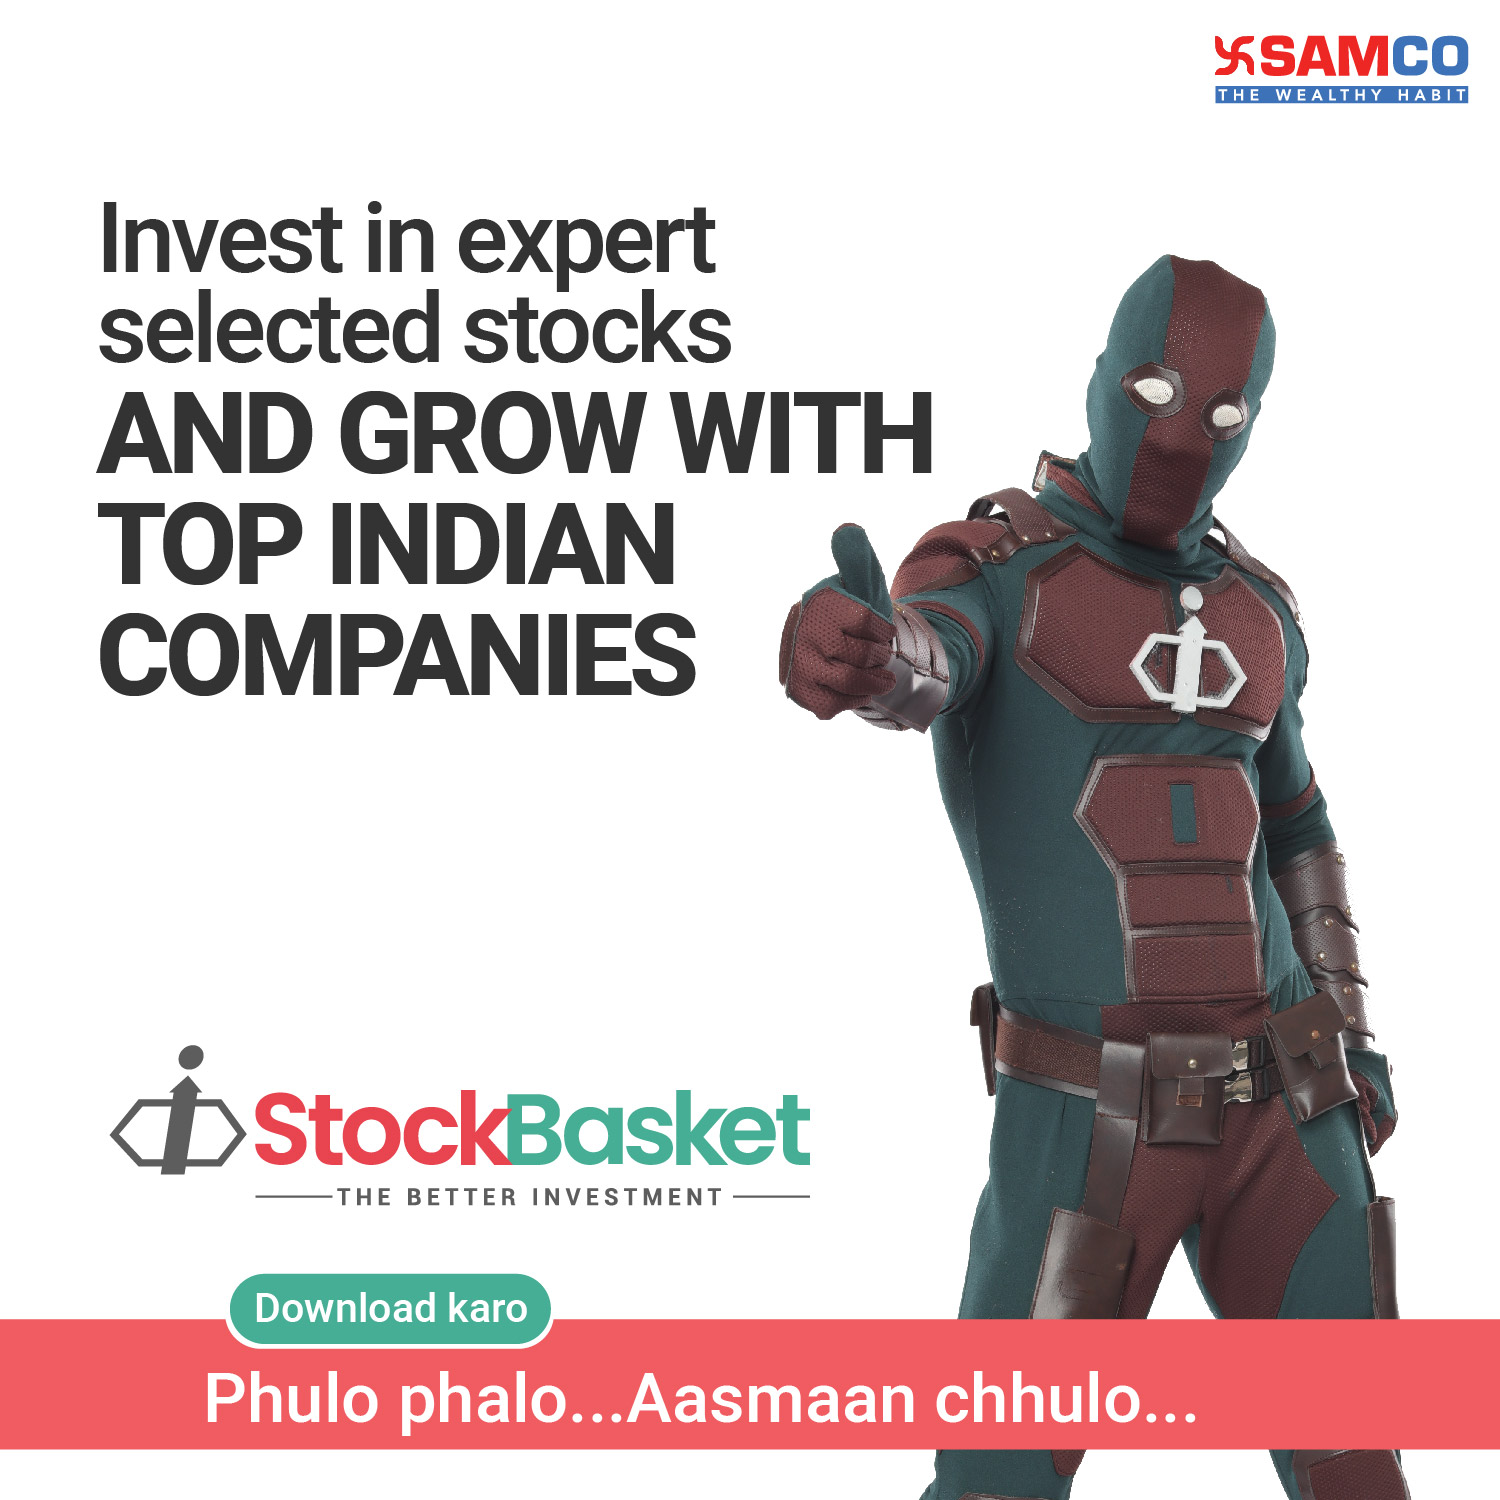 SAMCO
THE WEALTHY HABIT
Invest in expert
selected stocks
AND GROW WITH
TOP INDIAN
COMPANIES
StockBasket
THE BETTER INVESTMENT
Download karo
Phulo phalo...Aasmaan chhulo...